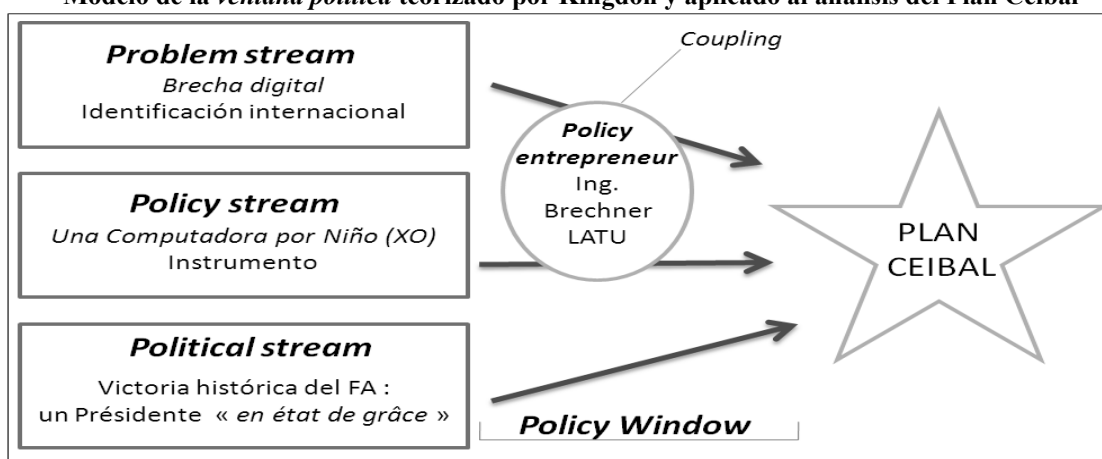 Modelo de la ventana política teorizado por Kingdon y aplicado al análisis del Plan Ceibal
Problem stream
Brecha digital
Identificación internacional
Policy stream
Una Computadora por Niño (XO)
Instrumento
Political stream
Victoria histórica del FA :
un Présidente « en état de grâce »
Coupling
Policy
entrepreneur
Ing.
Brechner
LATU
Policy Window
PLAN
CEIBAL